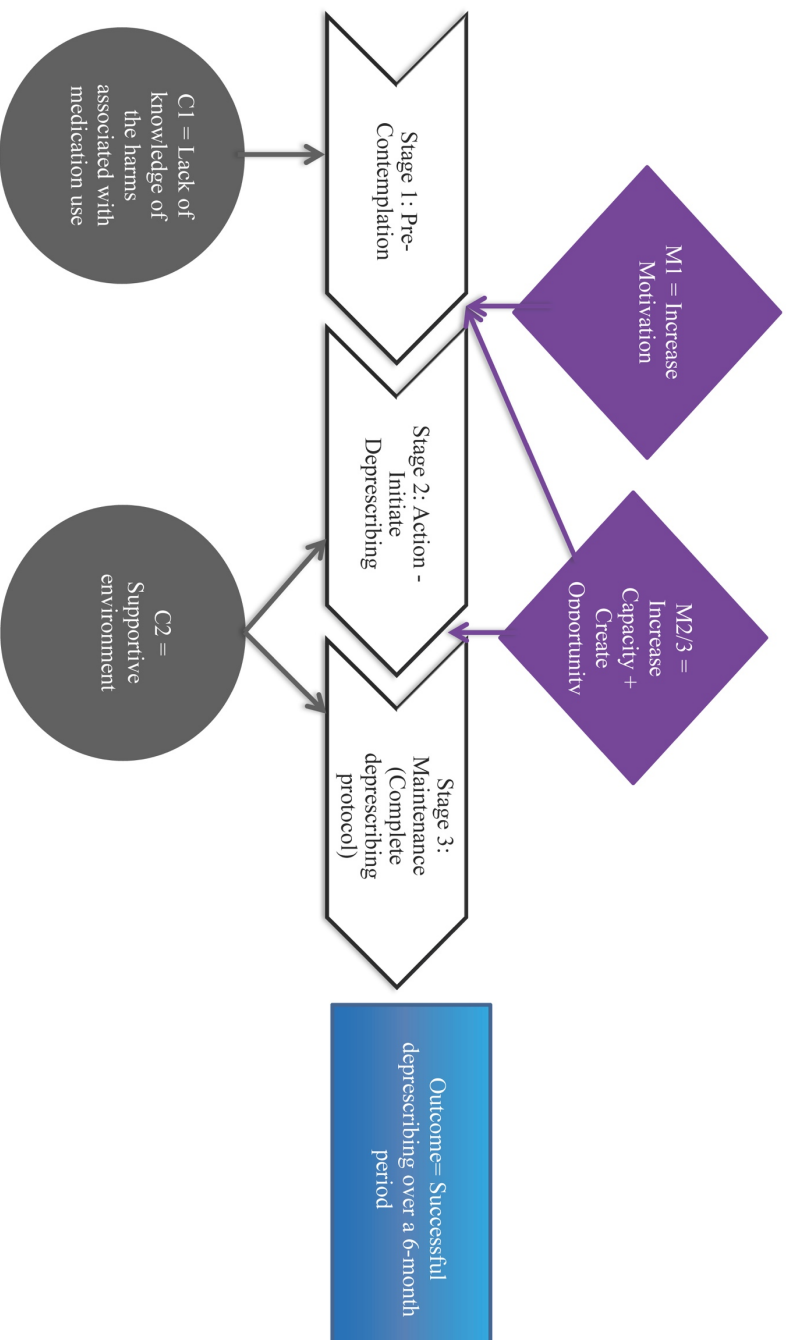 M1 = Increase
Motivation
M2/3 =
Increase
Capacity +
Create
Opportunity
Stage 1: Pre-
Contemplation
Stage 2: Action -
Initiate
Deprescribing
Stage 3:
Maintenance
(Complete
deprescribing
protocol)
Outcome= Successful
deprescribing over a 6-month
period
C1 = Lack of
knowledge of
the harms
associated with
medication use
C2 =
Supportive
environment